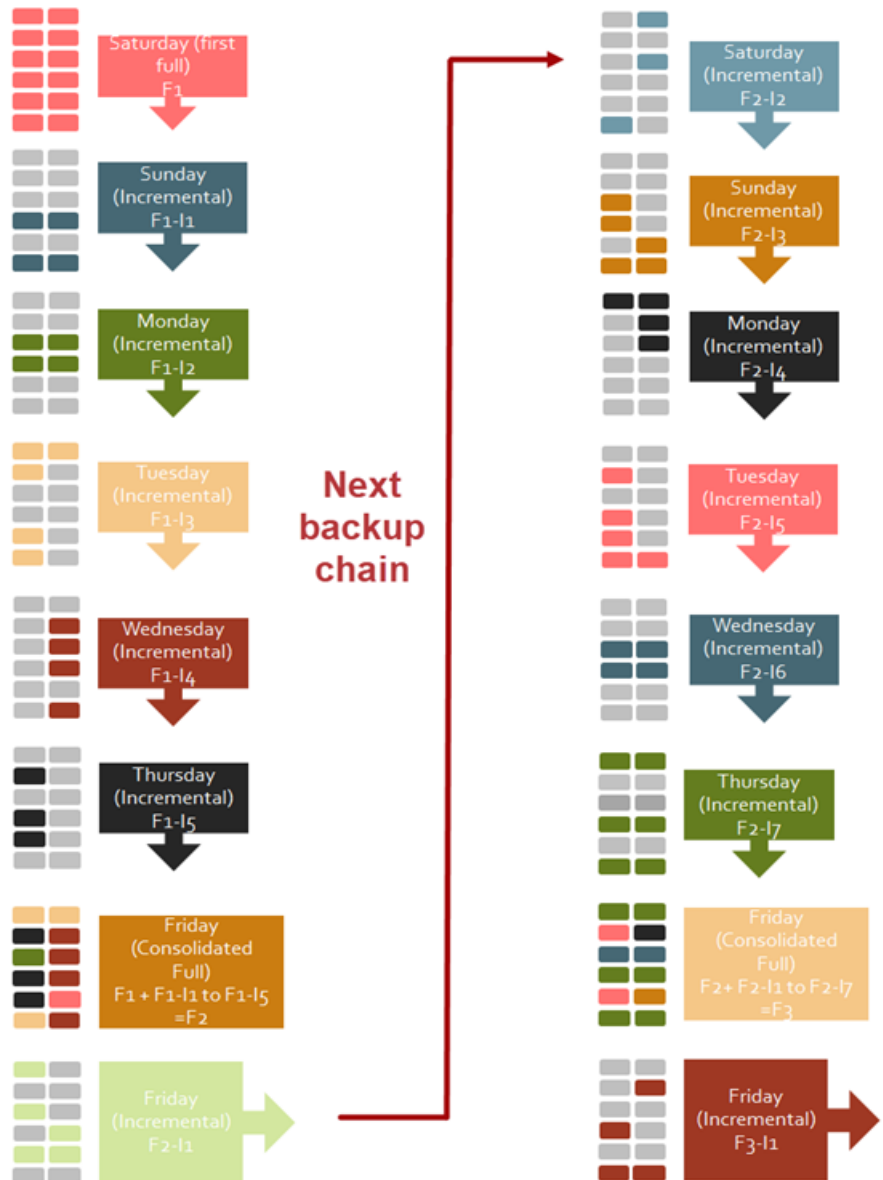 Saturday (first
full)
F1
Sunday
(Incremental)
F1-I1
Monday
(Incremental)
F1-I2
Tuesday
(Incremental)
F1-I3
Wednesday
(Incremental)
F1-I4
Thursday
(Incremental)
F1-I5
Friday
(Consolidated
Full)
F1 + F1-I1 to F1-I5
=F2
Friday
(Incremental)
F2-I1
Next
backup
chain
Saturday
(Incremental)
F2-I2
Sunday
(Incremental)
F2-I3
Monday
(Incremental)
F2-I4
Tuesday
(Incremental)
F2-I5
Wednesday
(Incremental)
F2-I6
Thursday
(Incremental)
F2-I7
Friday
(Consolidated
Full)
F2+ F2-I1 to F2-I7
=F3
Friday
(Incremental)
F3-I1